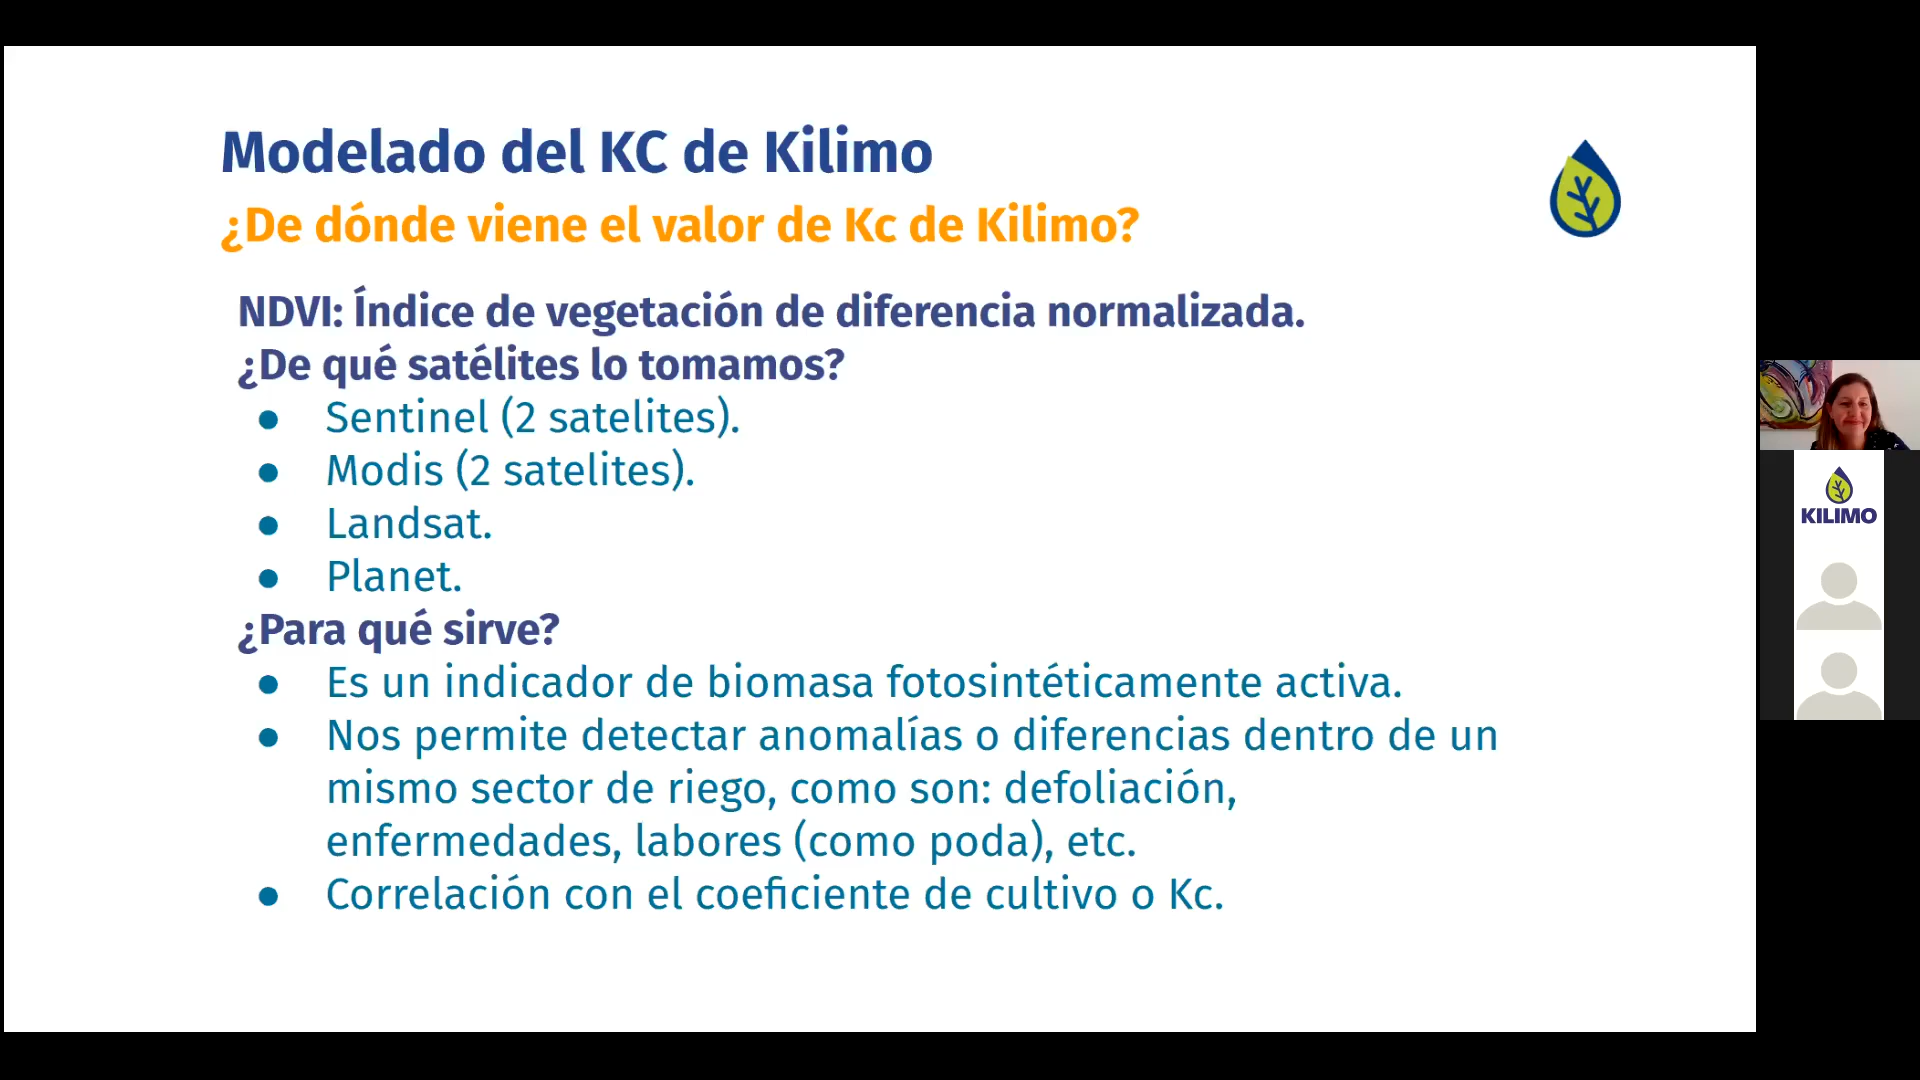 Modelado del KC de Kilimo
¿De dónde viene el valor de Kc de Kilimo?
NDVI: Índice de vegetación de diferencia normalizada.
¿De qué satélites lo tomamos?
● Sentinel (2 satelites).
● Modis (2 satelites).
● Landsat.
● Planet.
¿Para qué sirve?
● Es un indicador de biomasa fotosintéticamente activa.
● Nos permite detectar anomalías o diferencias dentro de un
mismo sector de riego, como son: defoliación,
enfermedades, labores (como poda), etc.
● Correlación con el coeficiente de cultivo o Kc.
KILIMO